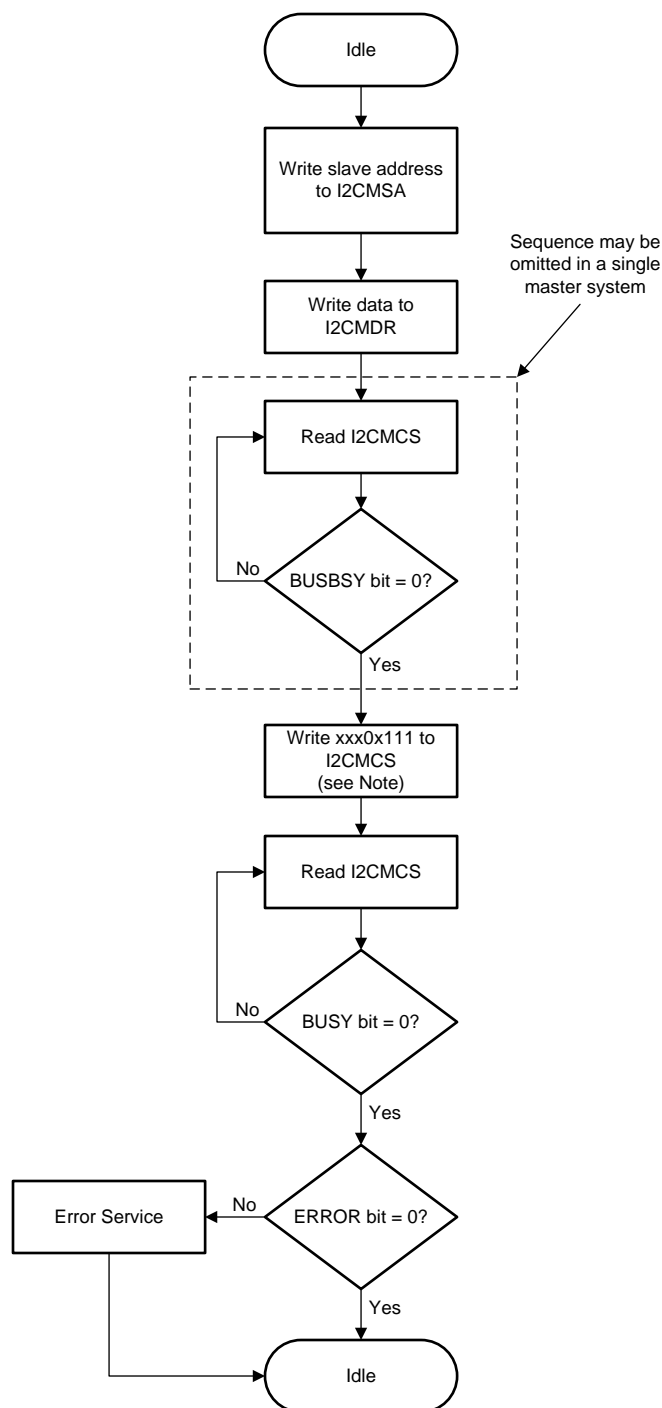 Idle
Write slave address
to I2CMSA
Sequence may be
omitted in a single
master system
Write data to
I2CMDR
Read I2CMCS
No
BUSBSY bit = 0?
Yes
Write xxx0x111 to
I2CMCS
(see Note)
Read I2CMCS
No
BUSY bit = 0?
Yes
Error Service
No
ERROR bit = 0?
Yes
Idle